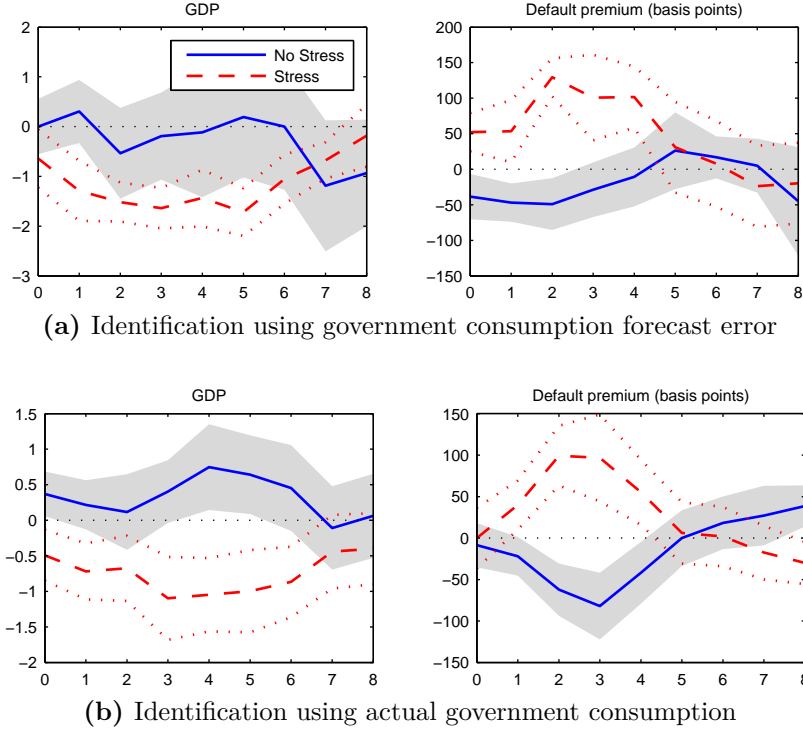 GDP
2
1
0
−1
−2
−3
0 1 2 3 4 5 6 7 8
No Stress
Stress
Default premium (basis points)
200
150
100
50
0
−50
−100
−150
0 1 2 3 4 5 6 7 8
(a) Identification using government consumption forecast error
GDP
1.5
1
0.5
0
−0.5
−1
−1.5
−2
0 1 2 3 4 5 6 7 8
Default premium (basis points)
150
100
50
0
−50
−100
−150
0 1 2 3 4 5 6 7 8
(b) Identification using actual government consumption